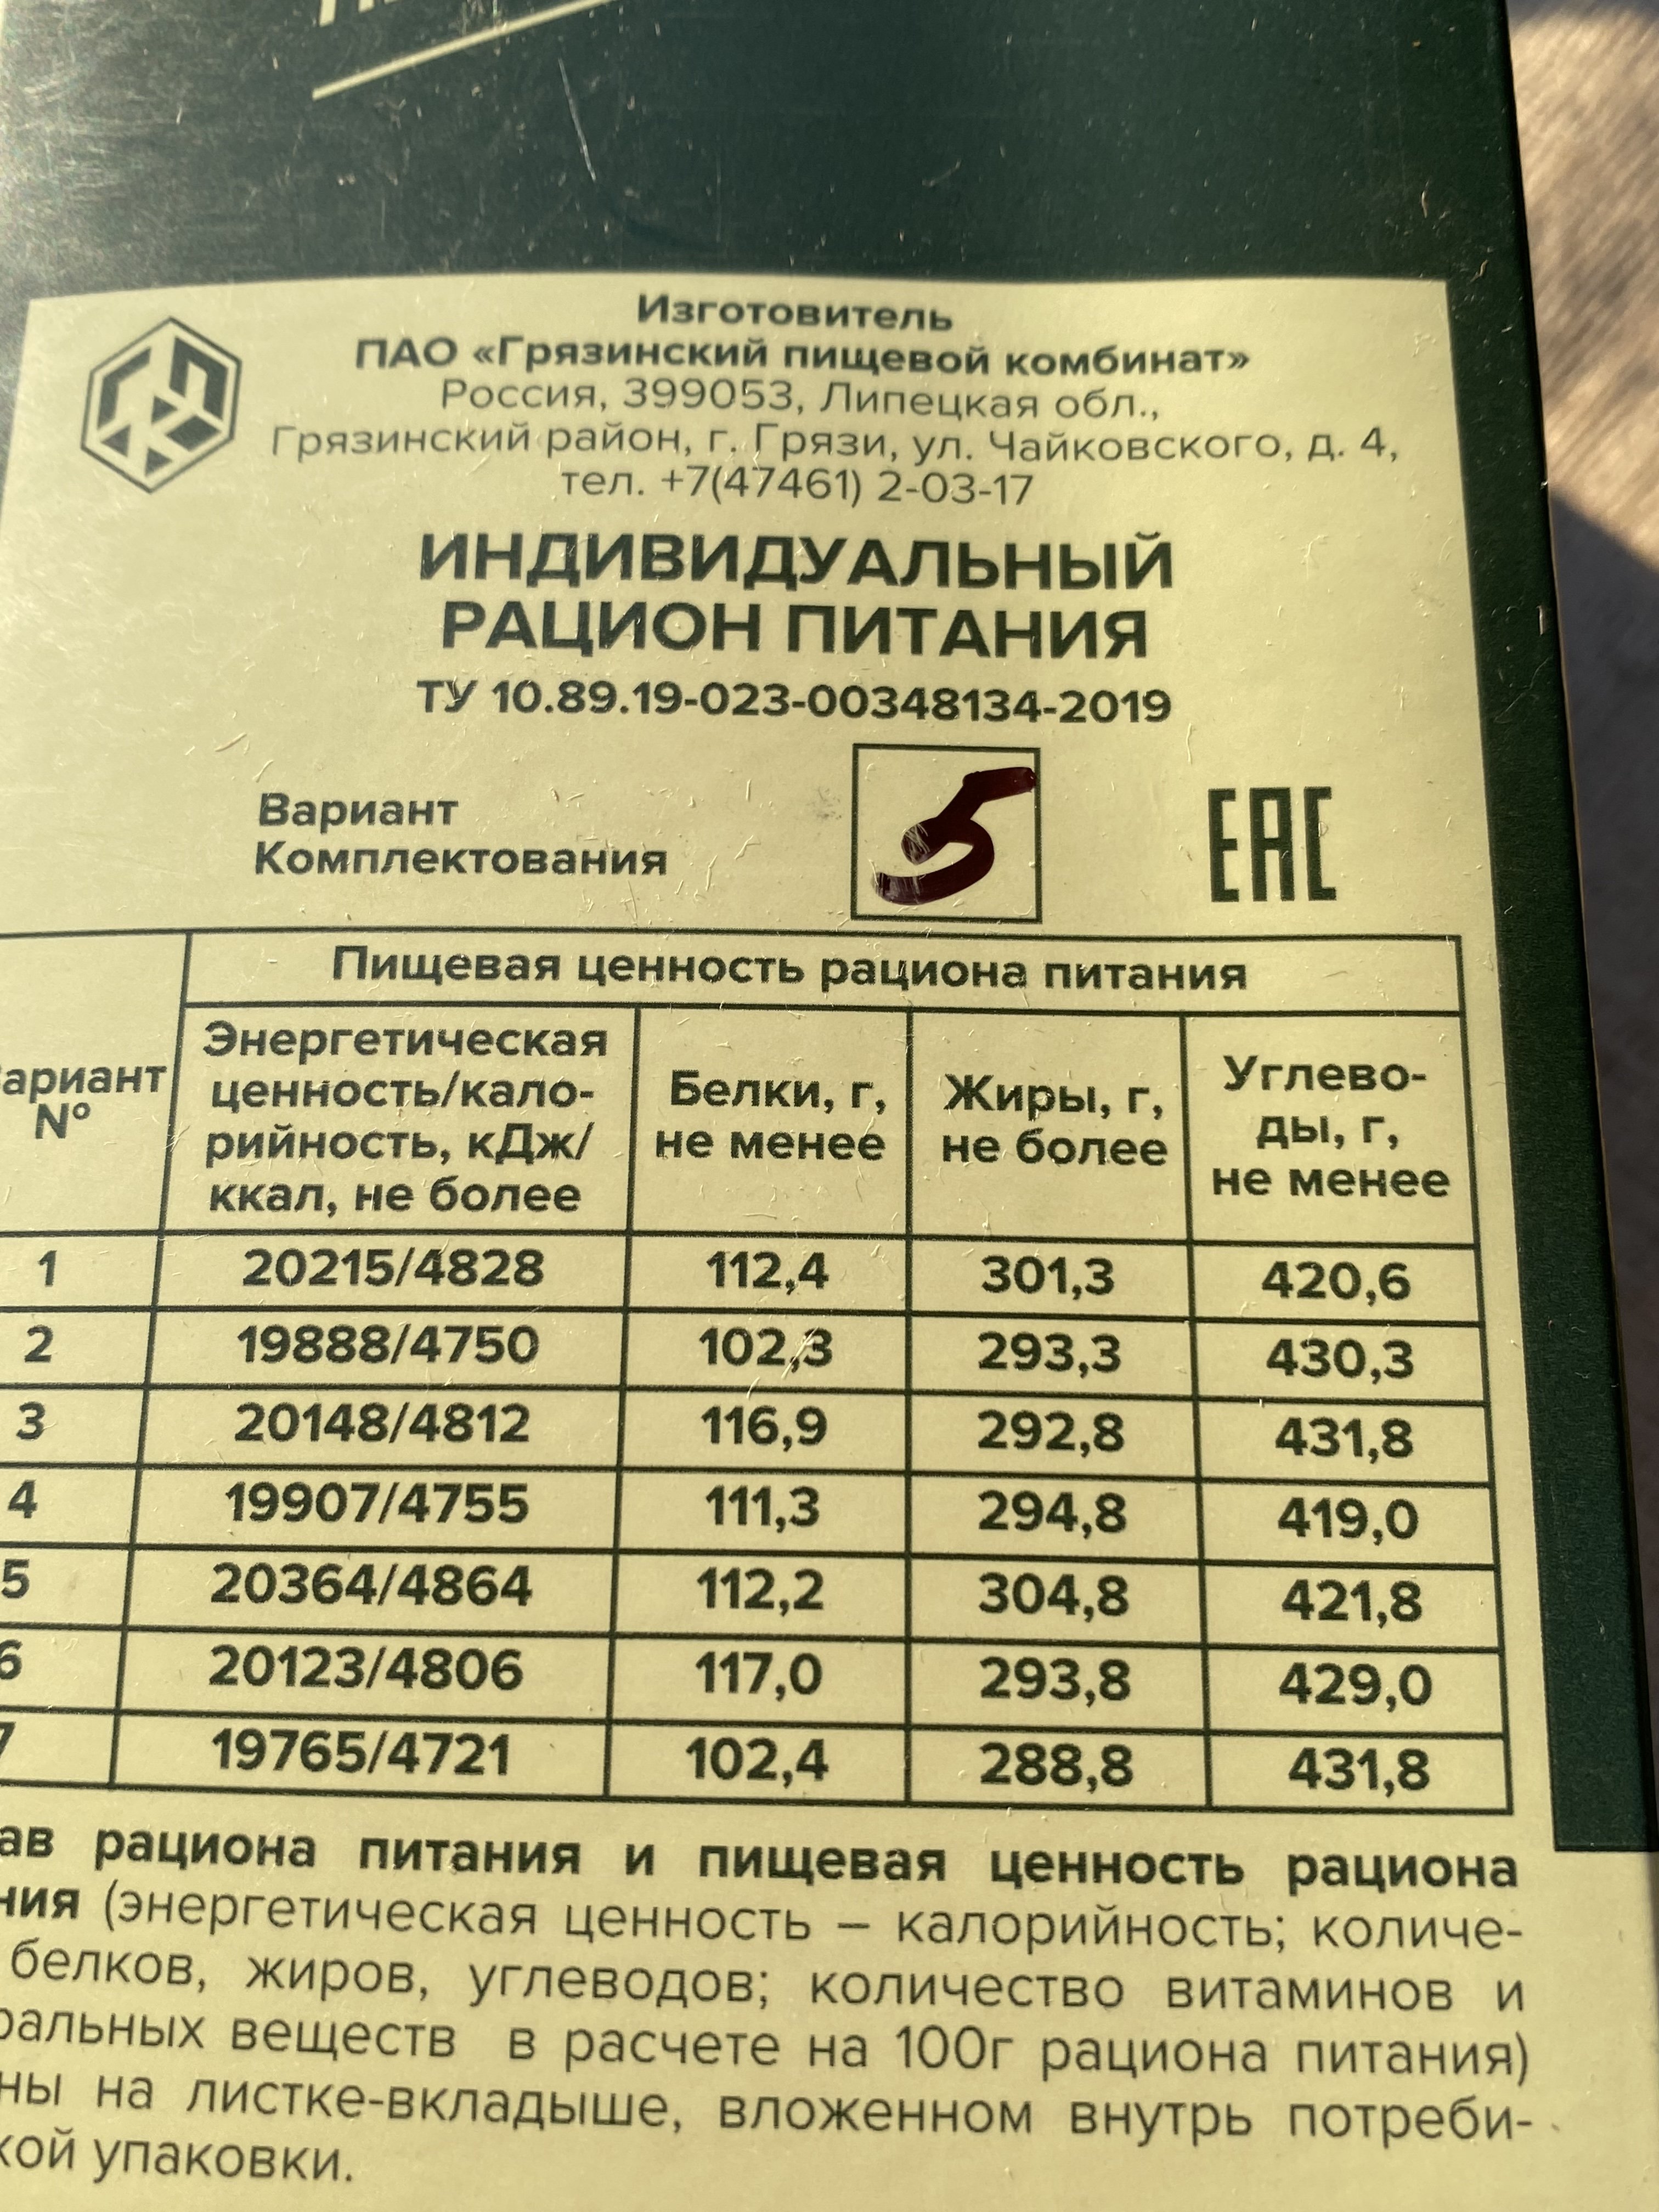 Изготовитель
ПАО «Грязинский пищевой комбинат»
Россия, 399053, Липецкая обл.,
Грязинский район, г. Грязи, ул. Чайковского, д. 4,
тел. +7(47461) 2-03-17
ИНДИВИДУАЛЬНЫЙ
РАЦИОН ПИТАНИЯ
ТУ 10.89.19-023-00348134-2019
Вариант
Комплектования
5
EAC
Пищевая ценность рациона питания
ариант
№
Энергетическая
ценность/кало-
рийность, кДж/
ккал, не более
Белки, г,
не менее
Жиры, г,
не более
Углево-
ды, г,
не менее
1 20215/4828 112,4 301,3 420,6
2 19888/4750 102,3 293,3 430,3
3 20148/4812 116,9 292,8 431,8
4 19907/4755 111,3 294,8 419,0
5 20364/4864 112,2 304,8 421,8
6 20123/4806 117,0 293,8 429,0
7 19765/4721 102,4 288,8 431,8
ав рациона питания и пищевая ценность рациона
ния (энергетическая ценность – калорийность; количе-
белков, жиров, углеводов; количество витаминов и
ральных веществ в расчете на 100г рациона питания)
ны на листке-вкладыше, вложенном внутрь потреби-
кой упаковки.